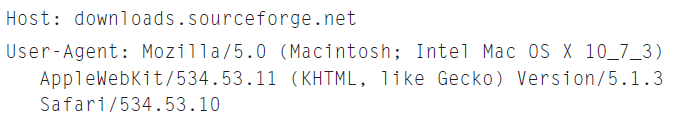 Host: downloads.sourceforge.net
User-Agent: Mozilla/5.0 (Macintosh; Intel Mac OS X 10_7_3)
AppleWebKit/534.53.11 (KHTML, like Gecko) Version/5.1.3
Safari/534.53.10